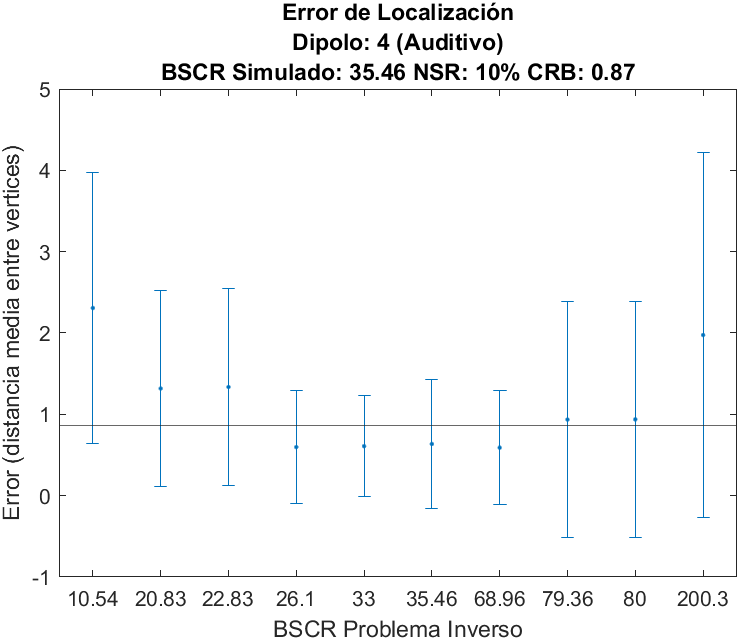 Error de Localización
Dipolo: 4 (Auditivo)
BSCR Simulado: 35.46 NSR: 10% CRB: 0.87
Error (distancia media entre vertices)
5
4
3
2
1
0
-1
10.54 20.83 22.83 26.1 33 35.46 68.96 79.36 80 200.3
BSCR Problema Inverso